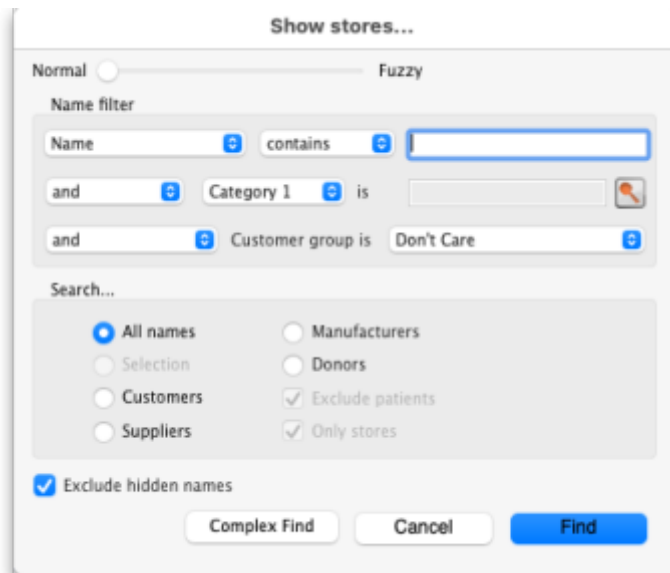 Show stores...
Normal Fuzzy
Name filter
Name contains
and Category 1 is
and Customer group is Don't Care
Search...
All names Manufacturers
Selection Donors
Customers Exclude patients
Suppliers Only stores
Exclude hidden names
Complex Find Cancel Find